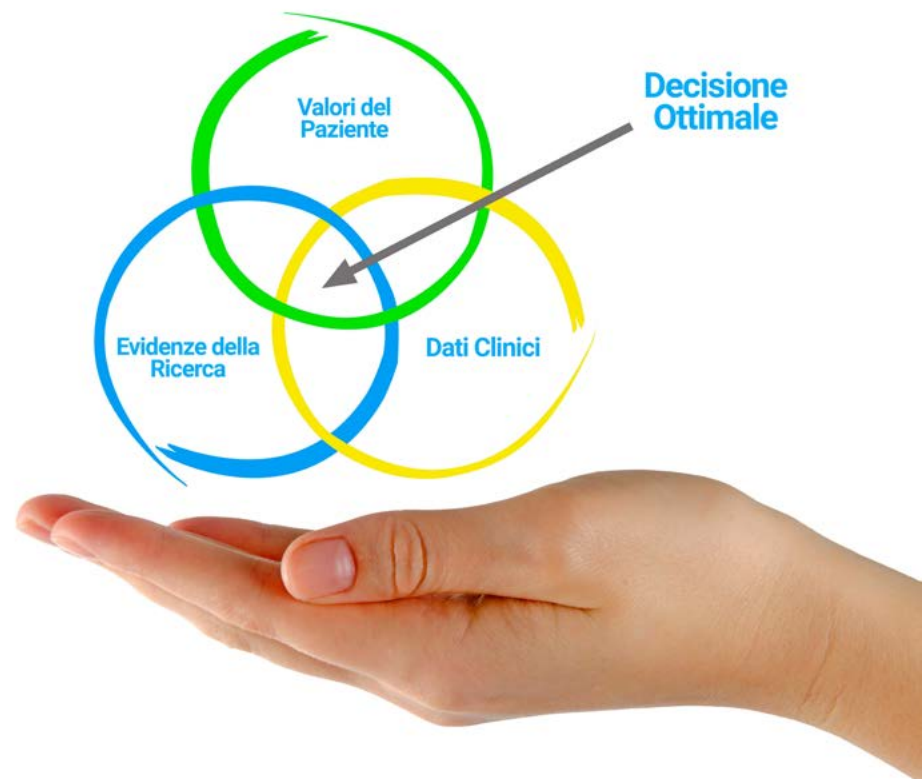 Valori del
Paziente
Decisione
Ottimale
Evidenze della
Ricerca
Dati Clinici